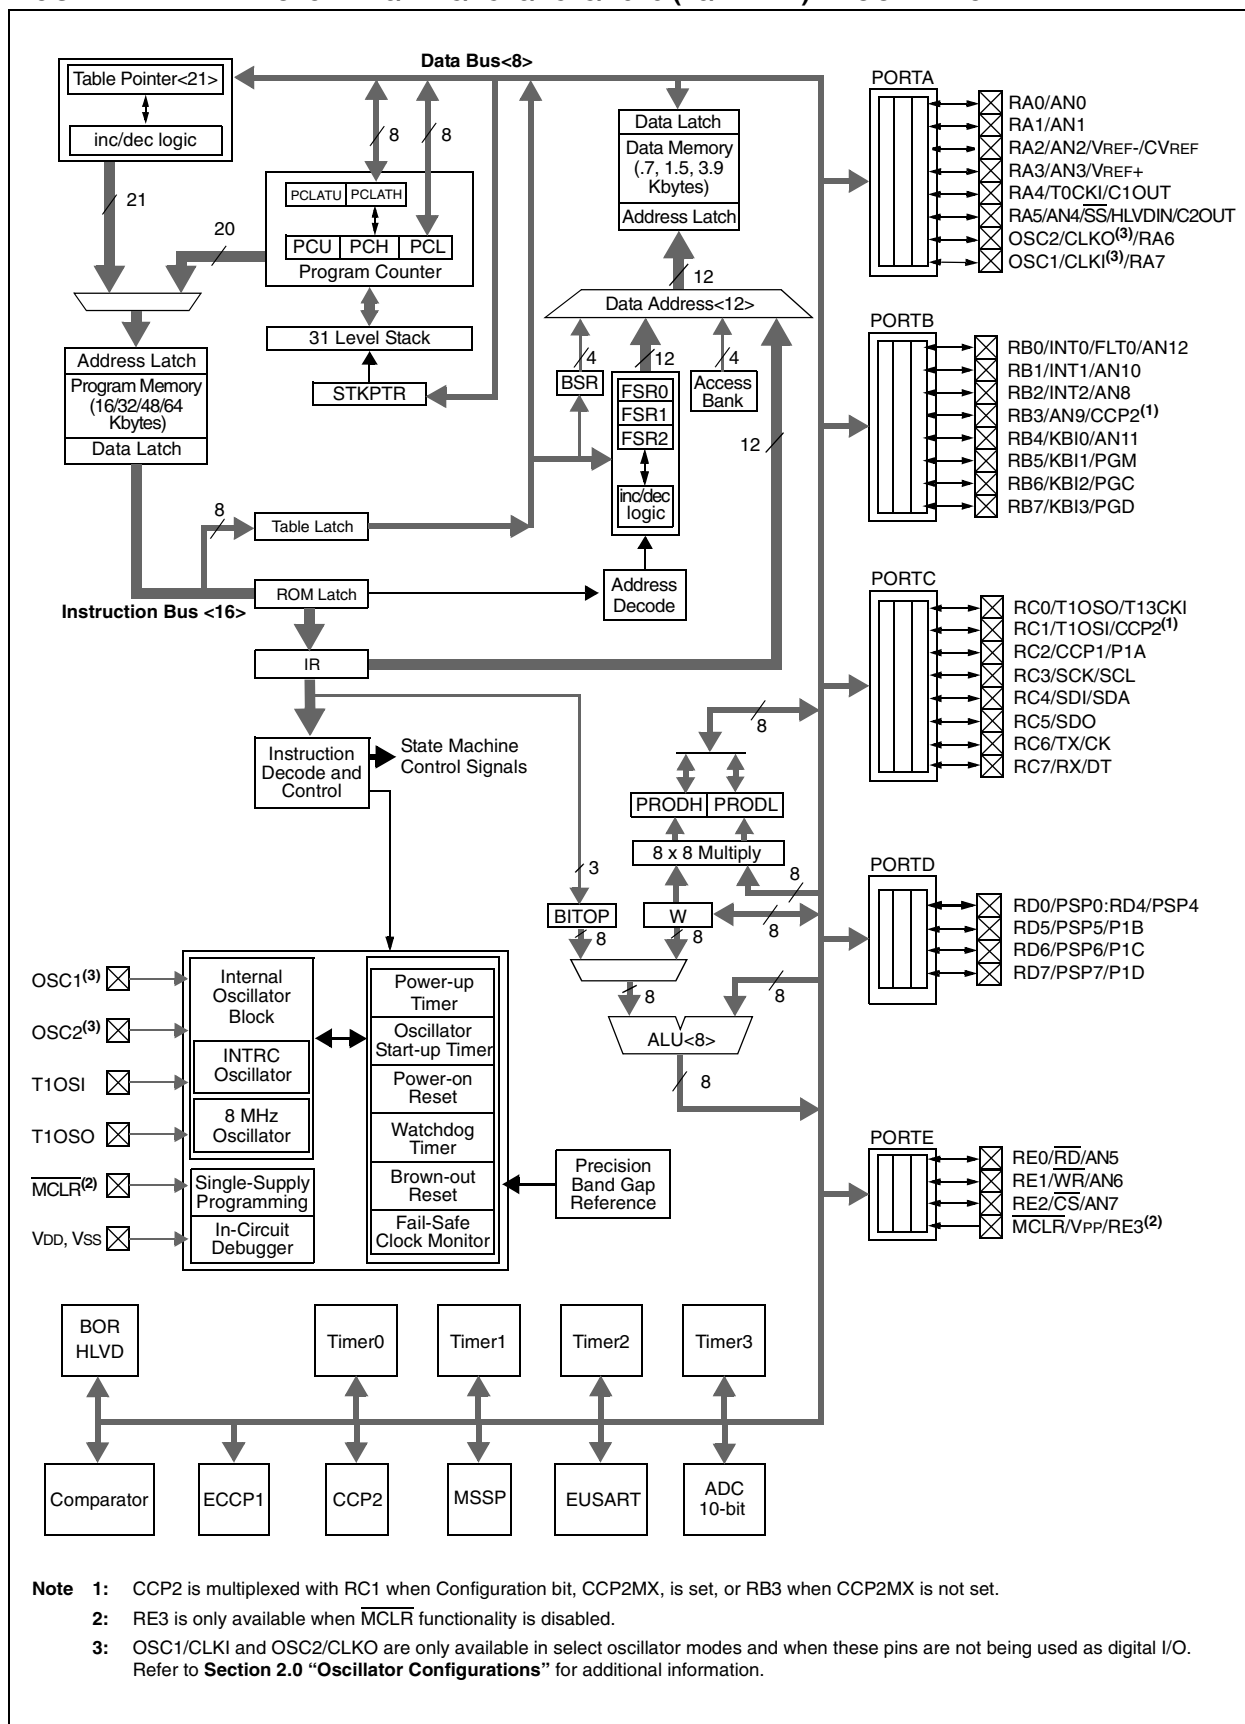 Data Bus<8>
Table Pointer<21>
inc/dec logic
21
20
8
8
PCLATU PCLATH
PCU PCH PCL
Program Counter
31 Level Stack
STKPTR
Address Latch
Program Memory
(16/32/48/64
Kbytes)
Data Latch
Data Latch
Data Memory
(.7, 1.5, 3.9
Kbytes)
Address Latch
12
Data Address<12>
4
12
4
BSR
FSR0
FSR1
FSR2
inc/dec
logic
Access
Bank
12
8
Table Latch
ROM Latch
Instruction Bus <16>
Address
Decode
IR
Instruction
Decode and
Control
State Machine
Control Signals
8
PRODH PRODL
8 x 8 Multiply
3
8
BITOP
W
8
8
8
8
8
ALU<8>
8
OSC1(3)
OSC2(3)
T1OSI
T1OSO
MCLR(2)
VDD, VSS
Internal
Oscillator
Block
INTRC
Oscillator
8 MHz
Oscillator
Single-Supply
Programming
In-Circuit
Debugger
Power-up
Timer
Oscillator
Start-up Timer
Power-on
Reset
Watchdog
Timer
Brown-out
Reset
Fail-Safe
Clock Monitor
Precision
Band Gap
Reference
PORTA
RA0/AN0
RA1/AN1
RA2/AN2/VREF-/CVREF
RA3/AN3/VREF+
RA4/T0CKI/C1OUT
RA5/AN4/SS/HLVDIN/C2OUT
OSC2/CLKO(3)/RA6
OSC1/CLKI(3)/RA7
PORTB
RB0/INT0/FLT0/AN12
RB1/INT1/AN10
RB2/INT2/AN8
RB3/AN9/CCP2(1)
RB4/KBI0/AN11
RB5/KBI1/PGM
RB6/KBI2/PGC
RB7/KBI3/PGD
PORTC
RC0/T1OSO/T13CKI
RC1/T1OSI/CCP2(1)
RC2/CCP1/P1A
RC3/SCK/SCL
RC4/SDI/SDA
RC5/SDO
RC6/TX/CK
RC7/RX/DT
PORTD
RD0/PSP0:RD4/PSP4
RD5/PSP5/P1B
RD6/PSP6/P1C
RD7/PSP7/P1D
PORTE
RE0/RD/AN5
RE1/WR/AN6
RE2/CS/AN7
MCLR/VPP/RE3(2)
BOR
HLVD
Timer0
Timer1
Timer2
Timer3
Comparator
ECCP1
CCP2
MSSP
EUSART
ADC
10-bit
Note 1: CCP2 is multiplexed with RC1 when Configuration bit, CCP2MX, is set, or RB3 when CCP2MX is not set.
2: RE3 is only available when MCLR functionality is disabled.
3: OSC1/CLKI and OSC2/CLKO are only available in select oscillator modes and when these pins are not being used as digital I/O.
Refer to Section 2.0 “Oscillator Configurations” for additional information.